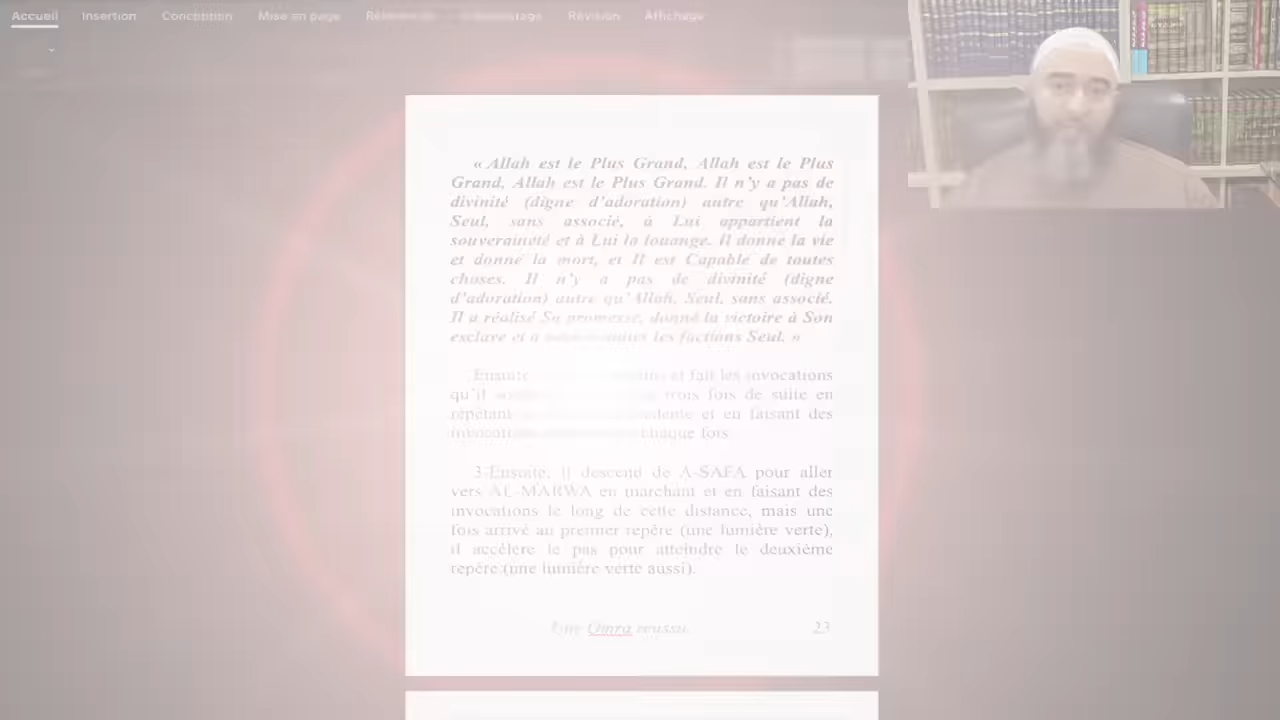 Accueil Insertion Conception Mise en page Révision Affichage
« Allah est le Plus Grand, Allah est le Plus
Grand, Allah est le Plus Grand. Il n'y a pas de
divinité (digne d'adoration) autre qu'Allah,
Seul, sans associé, à Lui appartient la
souveraineté et à Lui la louange. Il donne la vie
et donne la mort, et Il est Capable de toutes
choses. Il n'y a pas de divinité (digne
d'adoration) autre qu'Allah, Seul, sans associé.
Il a réalisé Sa promesse, donné la victoire à Son
esclave et a les factions Seul. »
Ensuite et fait les invocations
qu'il trois fois de suite en
répétant et en faisant des
invocations chaque fois.
3-Ensuite, il descend de A-SAFA pour aller
vers AL-MARWA en marchant et en faisant des
invocations le long de cette distance, mais une
fois arrivé au premier repère (une lumière verte),
il accélère le pas pour atteindre le deuxième
repère (une lumière verte aussi).
Une Omra réussie. 23